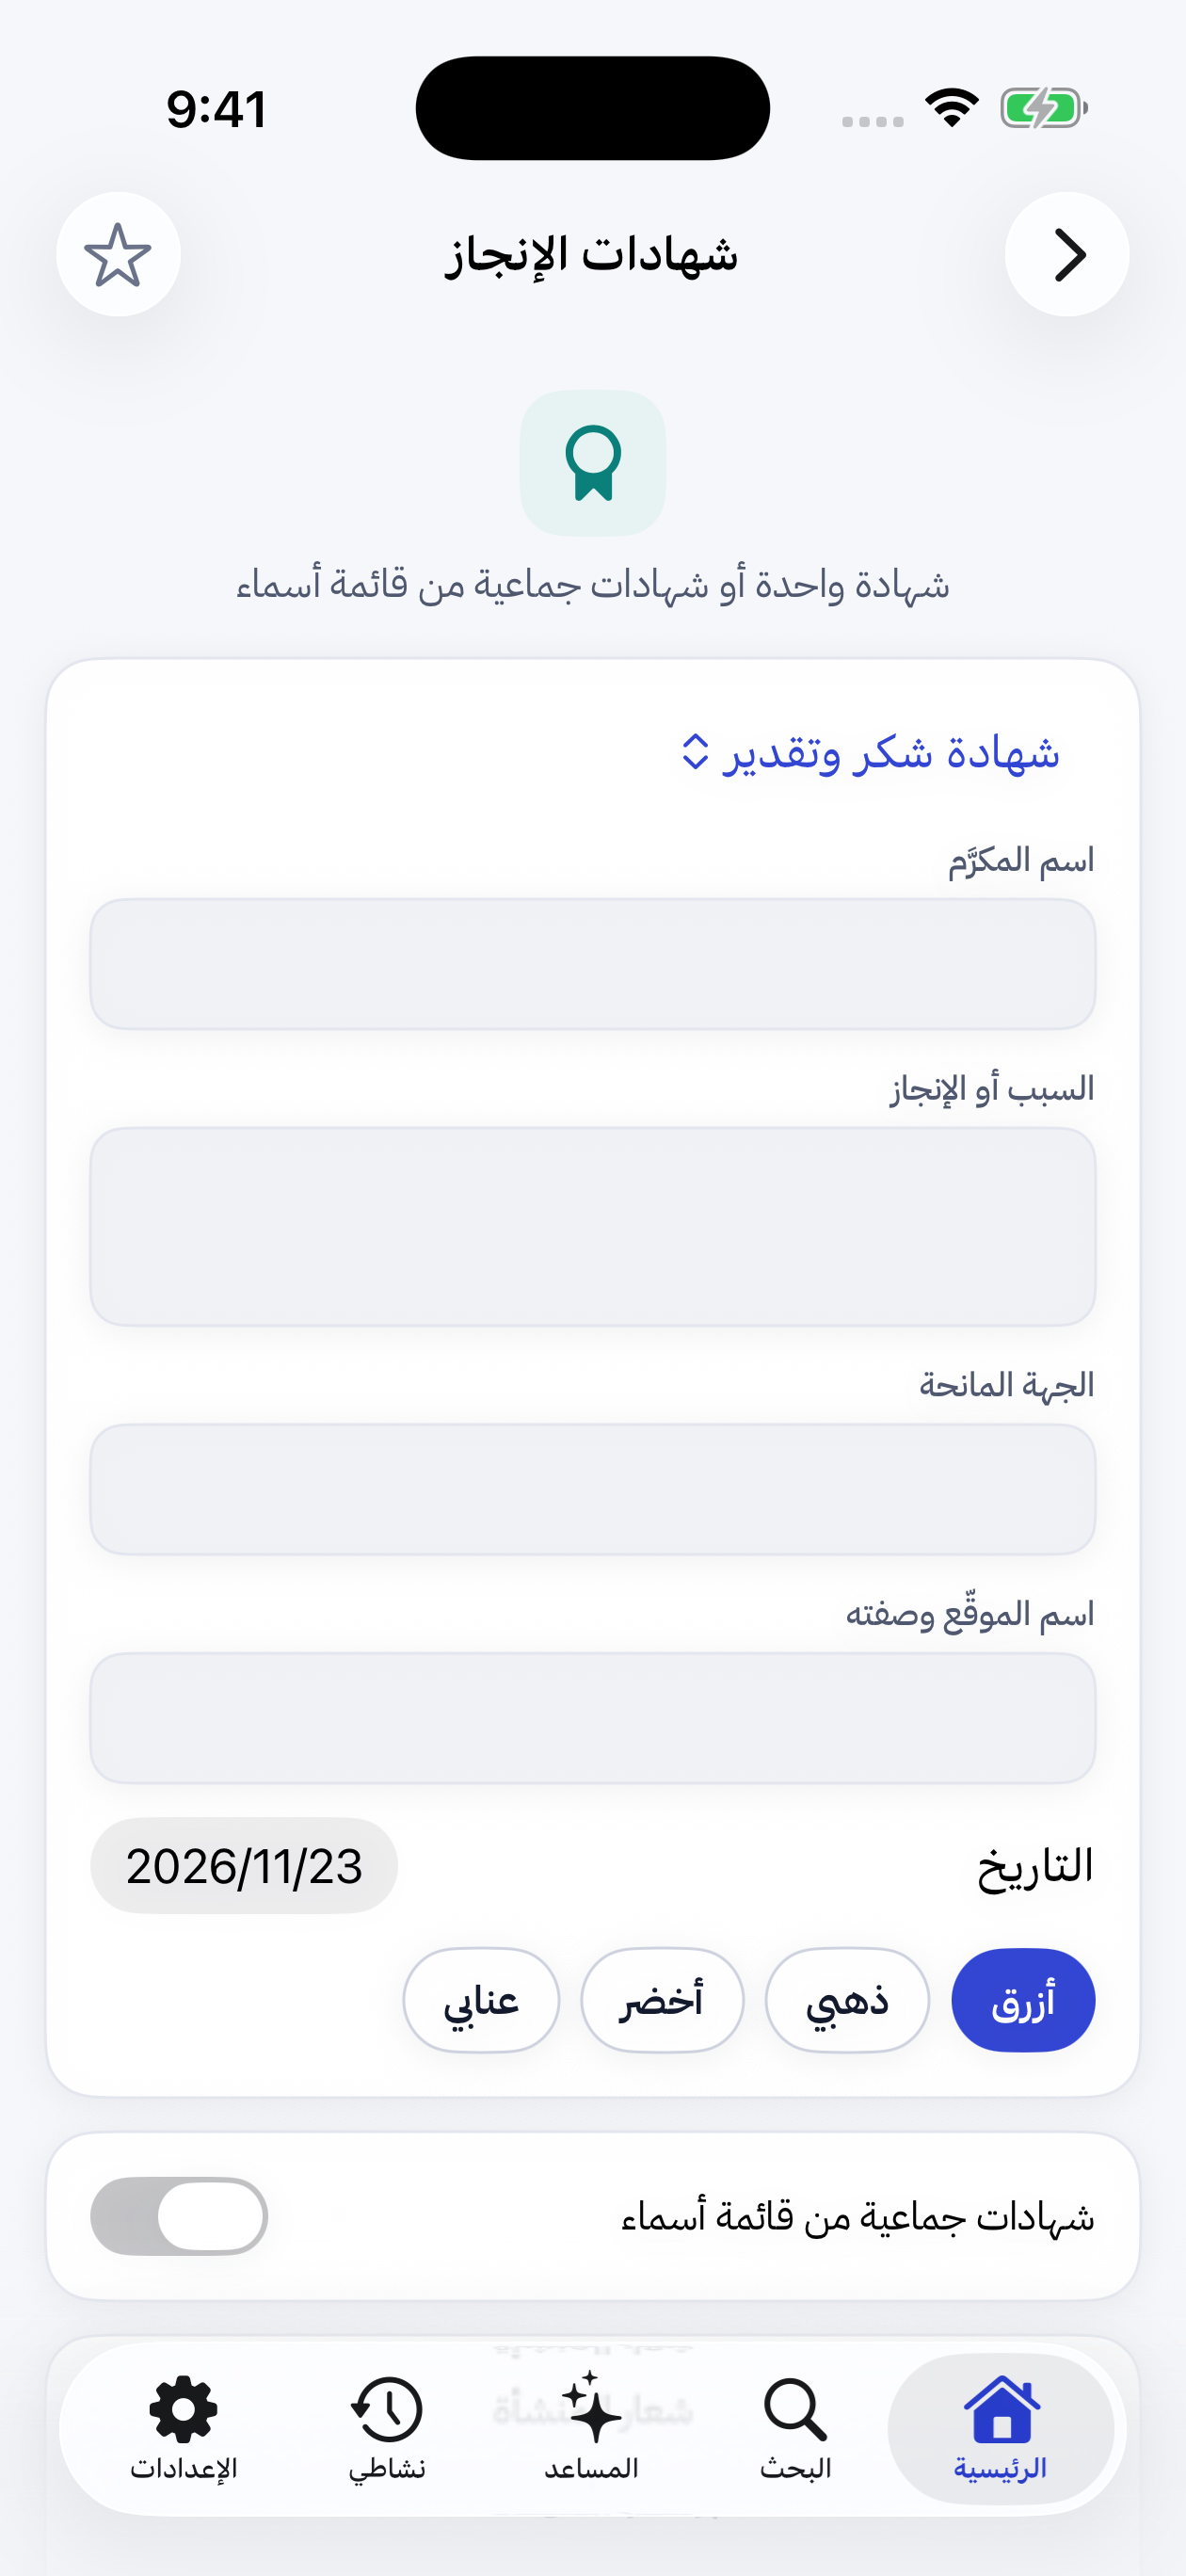 9:41
شهادات الإنجاز
شهادة واحدة أو شهادات جماعية من قائمة أسماء
شهادة شكر وتقدير
اسم المكرَّم
السبب أو الإنجاز
الجهة المانحة
اسم الموقّع وصفته
التاريخ 2026/11/23
أزرق ذهبي أخضر عنابي
شهادات جماعية من قائمة أسماء
الرئيسية البحث المساعد نشاطي الإعدادات